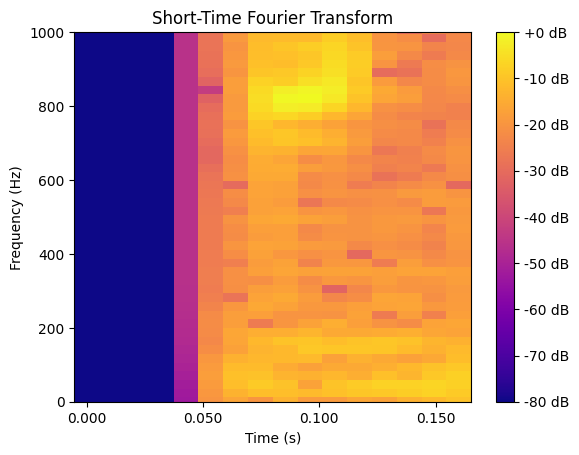 Short-Time Fourier Transform
1000
800
600
400
200
0
Frequency (Hz)
0.000
0.050
0.100
0.150
Time (s)
+0 dB
-10 dB
-20 dB
-30 dB
-40 dB
-50 dB
-60 dB
-70 dB
-80 dB